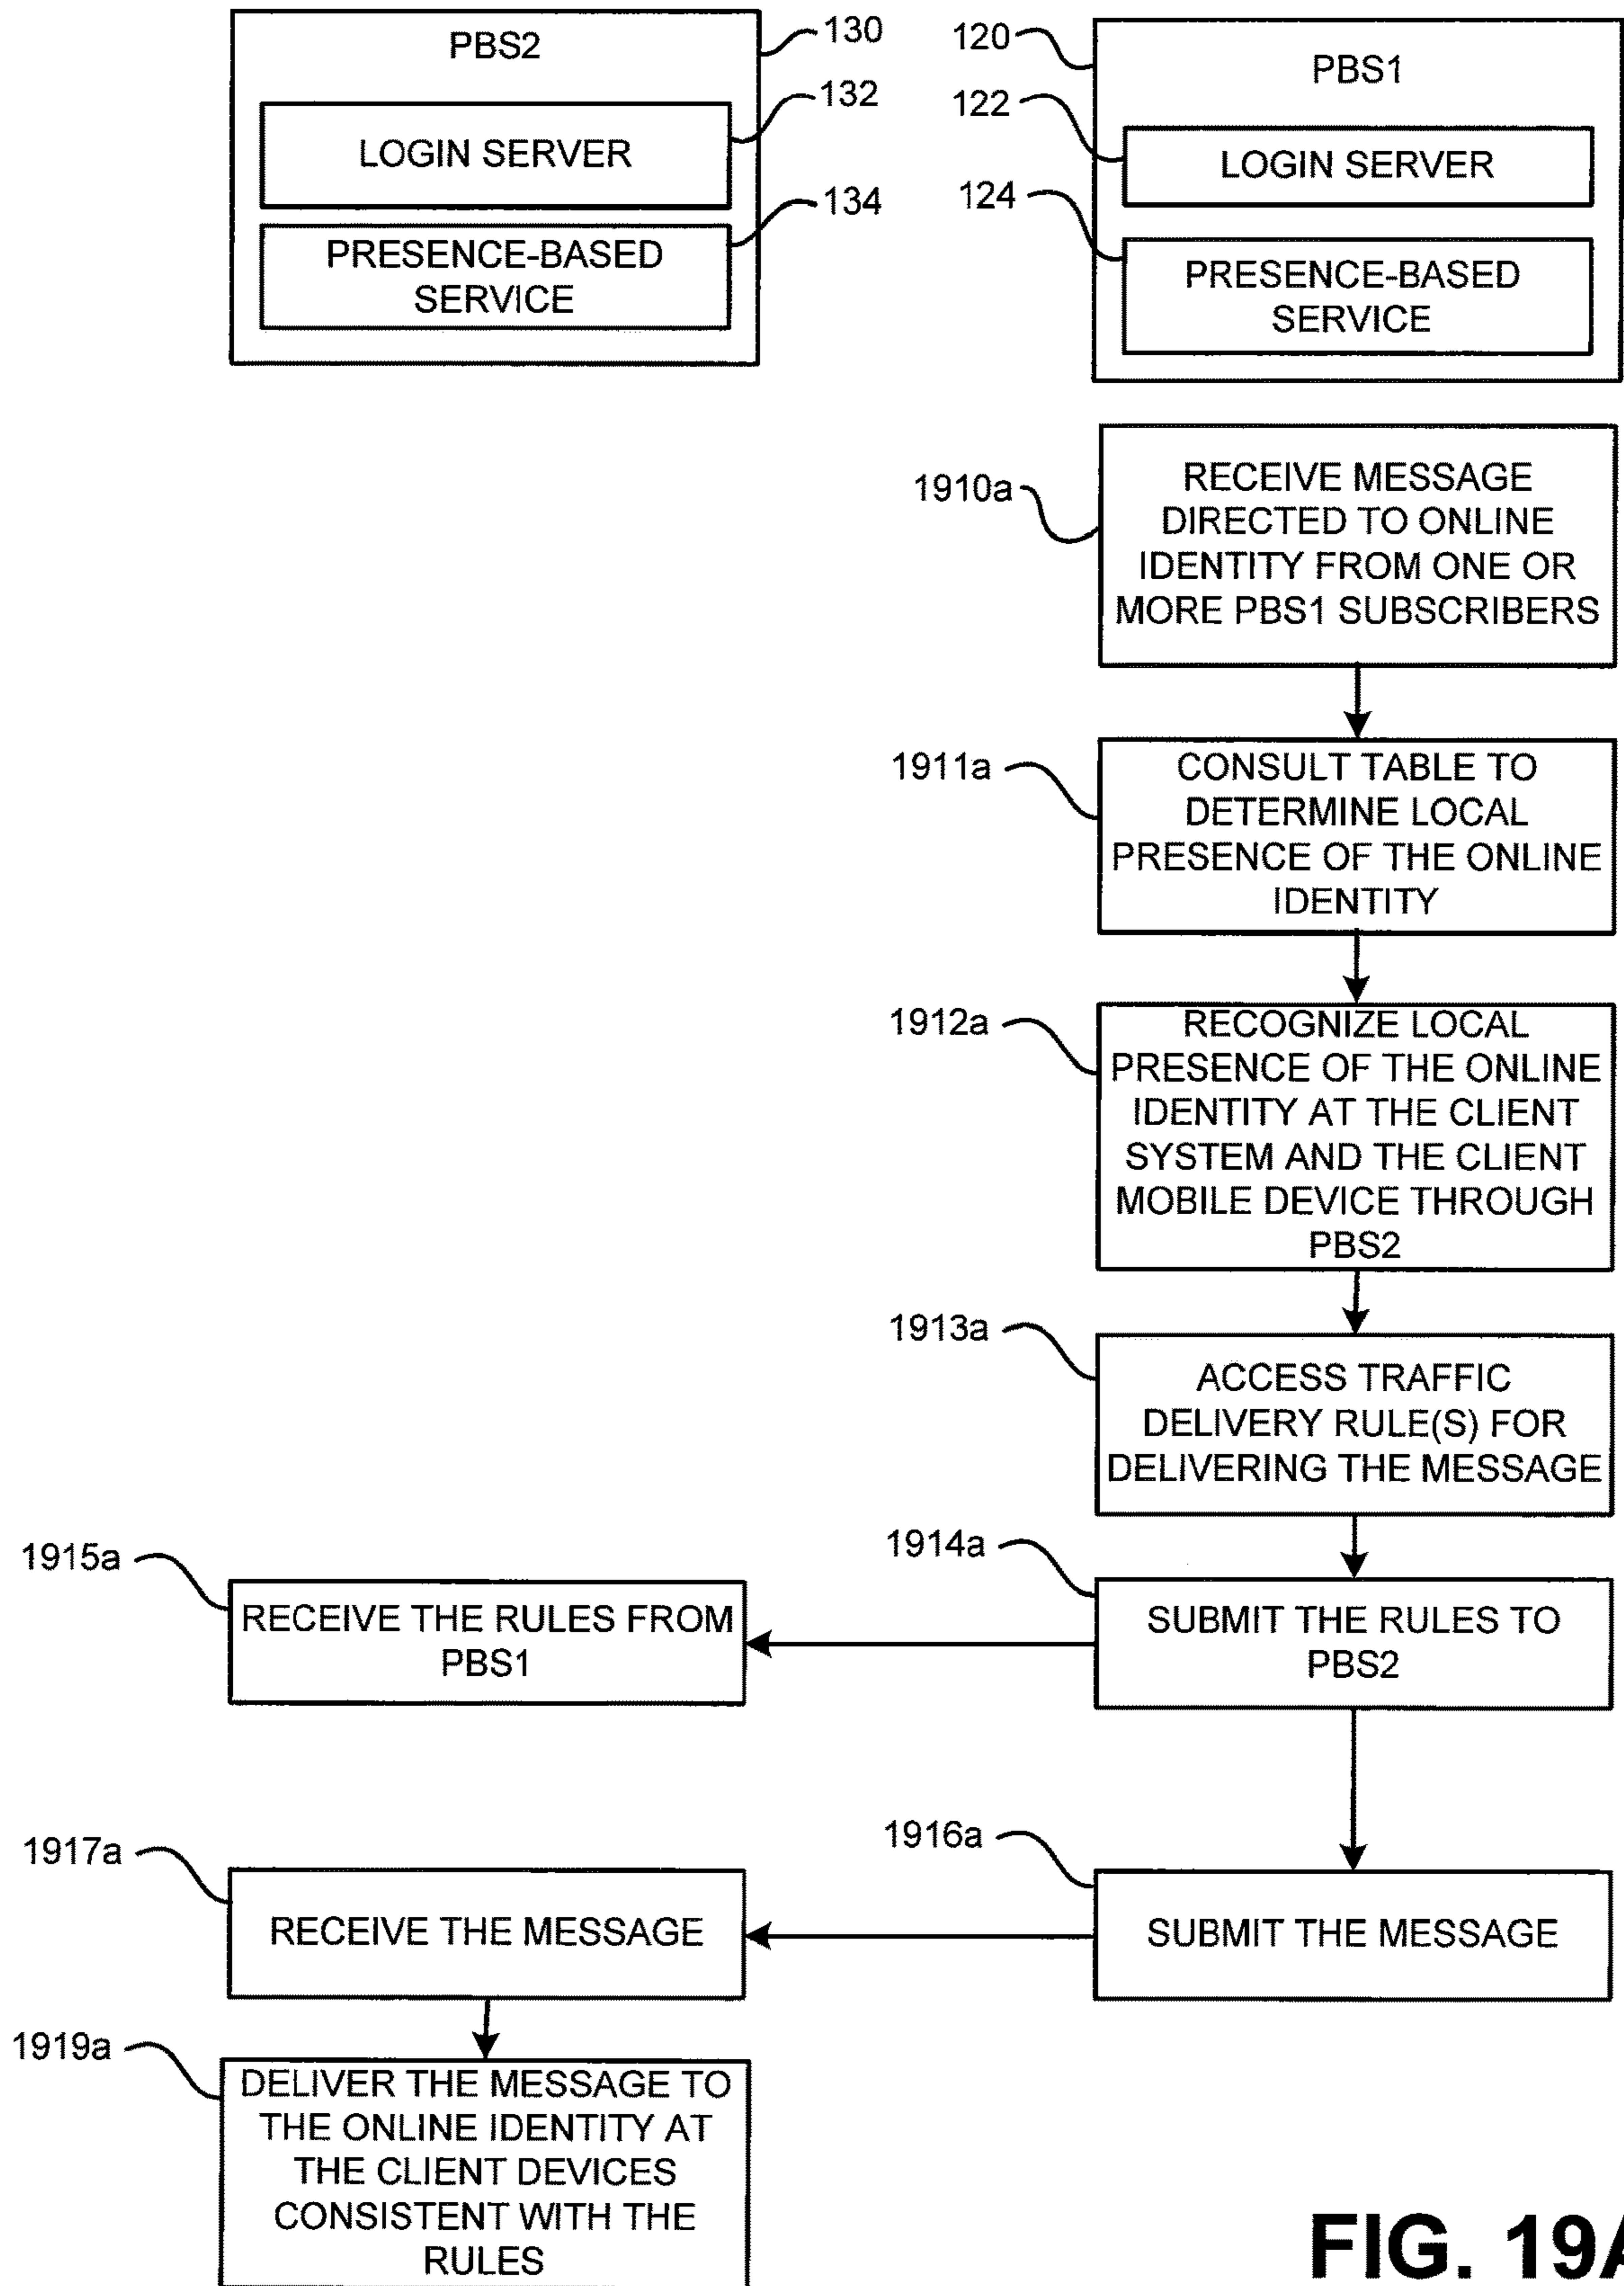 PBS2
130
132
LOGIN SERVER
134
PRESENCE-BASED
SERVICE
120
PBS1
122
LOGIN SERVER
124
PRESENCE-BASED
SERVICE
1910a
RECEIVE MESSAGE
DIRECTED TO ONLINE
IDENTITY FROM ONE OR
MORE PBS1 SUBSCRIBERS
1911a
CONSULT TABLE TO
DETERMINE LOCAL
PRESENCE OF THE ONLINE
IDENTITY
1912a
RECOGNIZE LOCAL
PRESENCE OF THE ONLINE
IDENTITY AT THE CLIENT
SYSTEM AND THE CLIENT
MOBILE DEVICE THROUGH
PBS2
1913a
ACCESS TRAFFIC
DELIVERY RULE(S) FOR
DELIVERING THE MESSAGE
1914a
SUBMIT THE RULES TO
PBS2
1915a
RECEIVE THE RULES FROM
PBS1
1916a
SUBMIT THE MESSAGE
1917a
RECEIVE THE MESSAGE
1919a
DELIVER THE MESSAGE TO
THE ONLINE IDENTITY AT
THE CLIENT DEVICES
CONSISTENT WITH THE
RULES
FIG. 19A